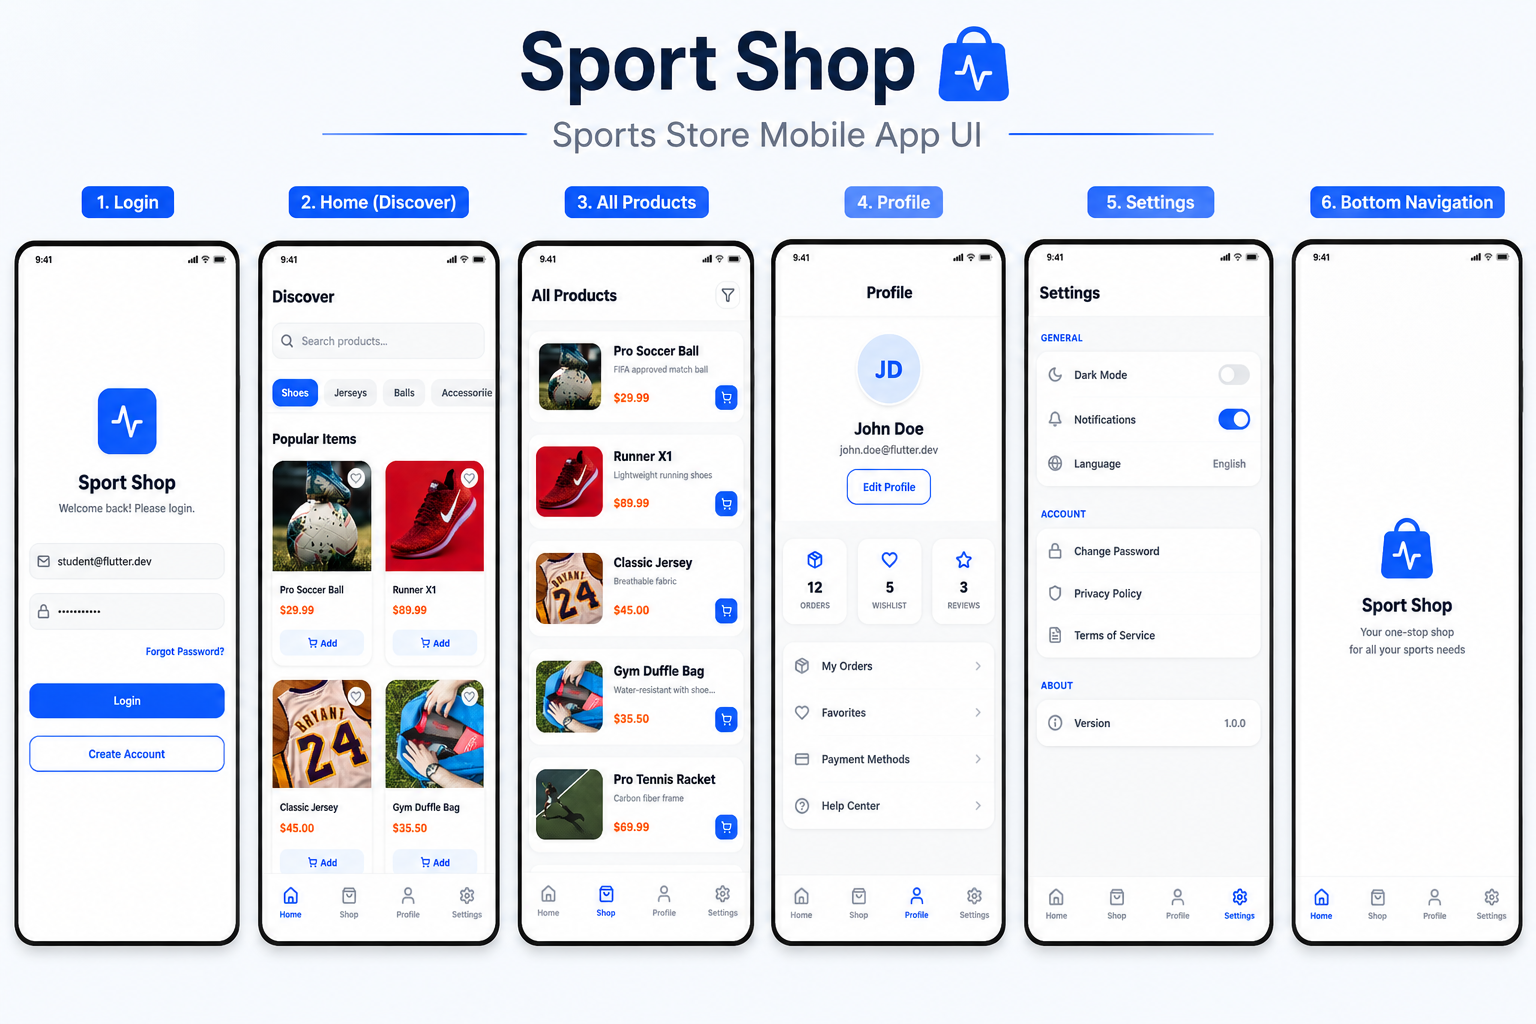 Sport Shop
Sports Store Mobile App UI
1. Login
9:41
Sport Shop
Welcome back! Please login.
student@flutter.dev
•••••••••••
Forgot Password?
Login
Create Account
2. Home (Discover)
9:41
Discover
Search products...
Shoes Jerseys Balls Accessoriie
Popular Items
Pro Soccer Ball
$29.99
Add
Runner X1
$89.99
Add
BRYANT
24
Classic Jersey
$45.00
Add
Gym Duffle Bag
$35.50
Add
Home Shop Profile Settings
3. All Products
9:41
All Products
Pro Soccer Ball
FIFA approved match ball
$29.99
Runner X1
Lightweight running shoes
$89.99
BRYANT
24
Classic Jersey
Breathable fabric
$45.00
Gym Duffle Bag
Water-resistant with shoe...
$35.50
Pro Tennis Racket
Carbon fiber frame
$69.99
Home Shop Profile Settings
4. Profile
9.41
Profile
JD
John Doe
john.doe@flutter.dev
Edit Profile
12
ORDERS
5
WISHLIST
3
REVIEWS
My Orders
Favorites
Payment Methods
Help Center
Home Shop Profile Settings
5. Settings
9:41
Settings
GENERAL
Dark Mode
Notifications
Language English
ACCOUNT
Change Password
Privacy Policy
Terms of Service
ABOUT
Version 1.0.0
Home Shop Profile Settings
6. Bottom Navigation
9:41
Sport Shop
Your one-stop shop
for all your sports needs
Home Shop Profile Settings